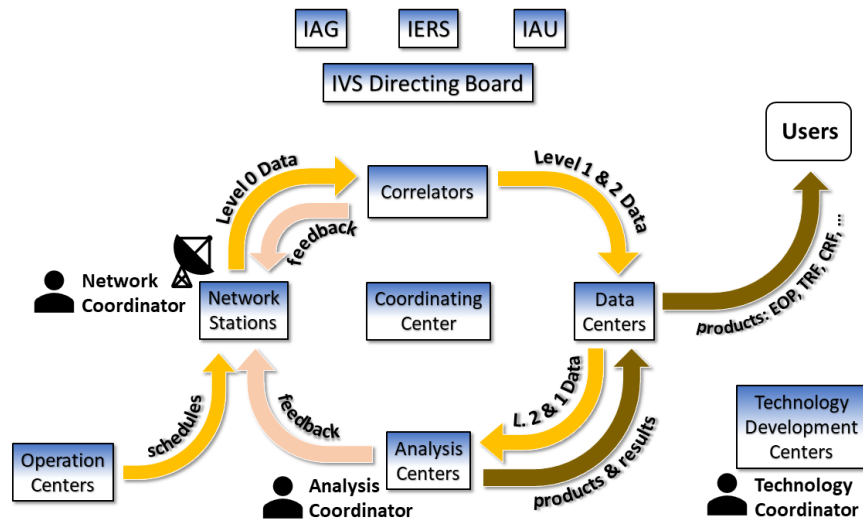 IAG
IERS
IAU
IVS Directing Board
Users
Level 0 Data
Correlators
Level 1 & 2 Data
feedback
Network
Coordinator
Network
Stations
Coordinating
Center
Data
Centers
products: EOP, TRF, CRF, ...
schedules
feedback
L. 2 & 1 Data
Operation
Centers
Analysis
Centers
products & results
Analysis
Coordinator
Technology
Development
Centers
Technology
Coordinator